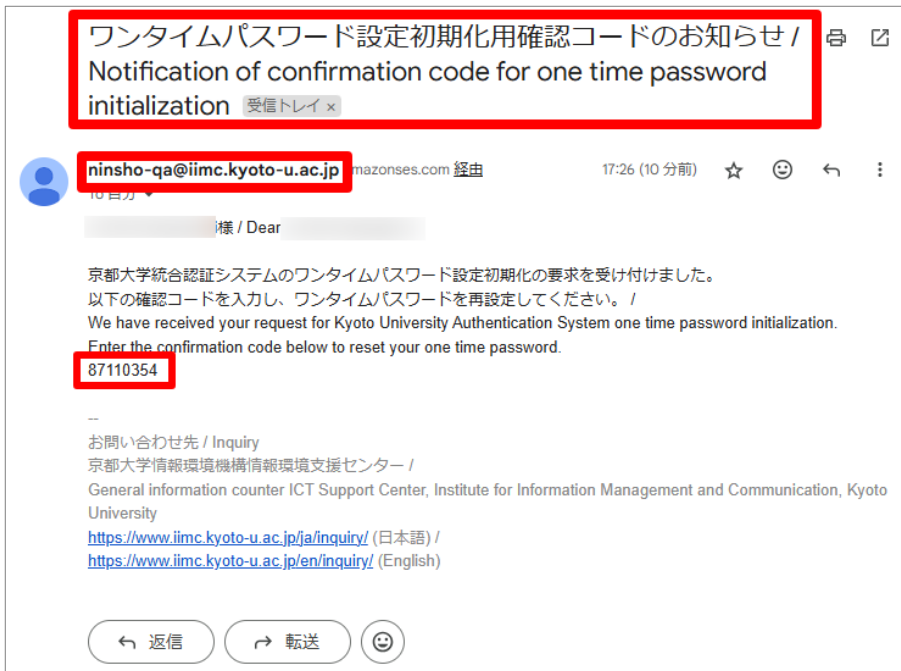 ワンタイムパスワード設定初期化用確認コードのお知らせ /
Notification of confirmation code for one time password
initialization 受信トレイ ×
ninsho-qa@iimc.kyoto-u.ac.jp mazonses.com 経由 17:26 (10 分前)
To 自分
様 / Dear
京都大学統合認証システムのワンタイムパスワード設定初期化の要求を受け付けました。
以下の確認コードを入力し、ワンタイムパスワードを再設定してください。 /
We have received your request for Kyoto University Authentication System one time password initialization.
Enter the confirmation code below to reset your one time password.
87110354
--
お問い合わせ先 / Inquiry
京都大学情報環境機構情報環境支援センター /
General information counter ICT Support Center, Institute for Information Management and Communication, Kyoto
University
https://www.iimc.kyoto-u.ac.jp/ja/inquiry/ (日本語) /
https://www.iimc.kyoto-u.ac.jp/en/inquiry/ (English)
返信 転送